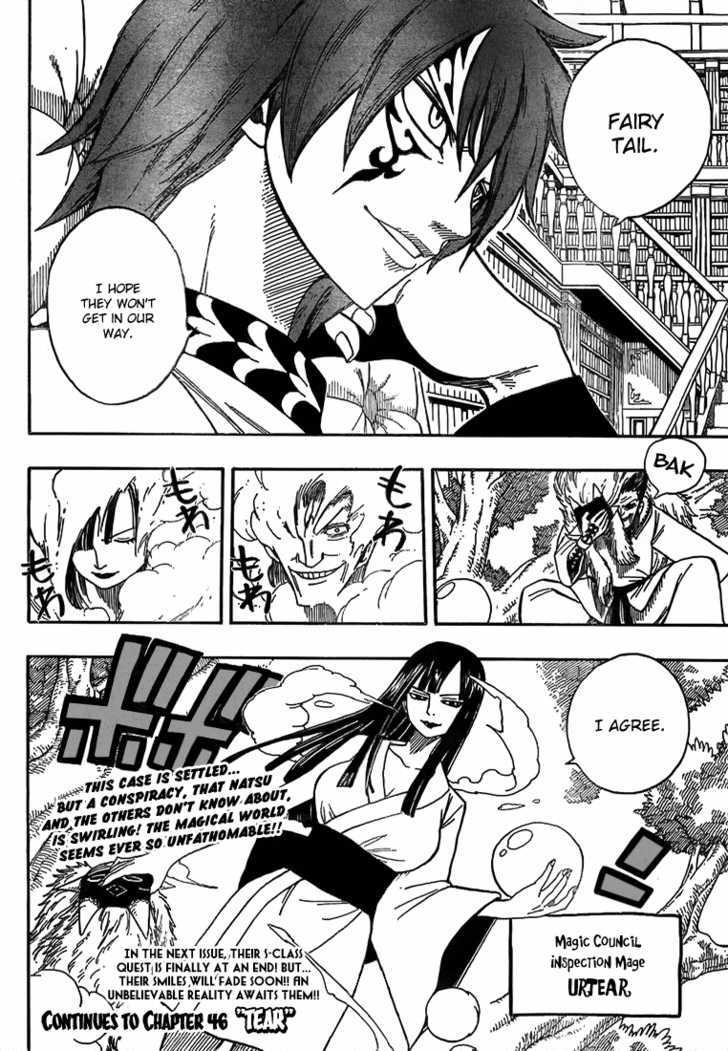 FAIRY
TAIL.
I HOPE
THEY WON'T
GET IN OUR
WAY.
BAK
もわ
もわ
もわ
もわ
I AGREE.
ボボ
THIS CASE IS SETTLED...
BUT A CONSPIRACY, THAT NATSU
AND THE OTHERS DON'T KNOW ABOUT,
IS SWIRLING! THE MAGICAL WORLD
SEEMS EVER SO UNFATHOMABLE!!
IN THE NEXT ISSUE, THEIR S-CLASS
QUEST IS FINALLY AT AN END! BUT...
THEIR SMILES WILL FADE SOON!! AN
UNBELIEVABLE REALITY AWAITS THEM!!
CONTINUES TO CHAPTER 46 "TEAR"
MAGIC COUNCIL
INSPECTION MAGE
URTEAR